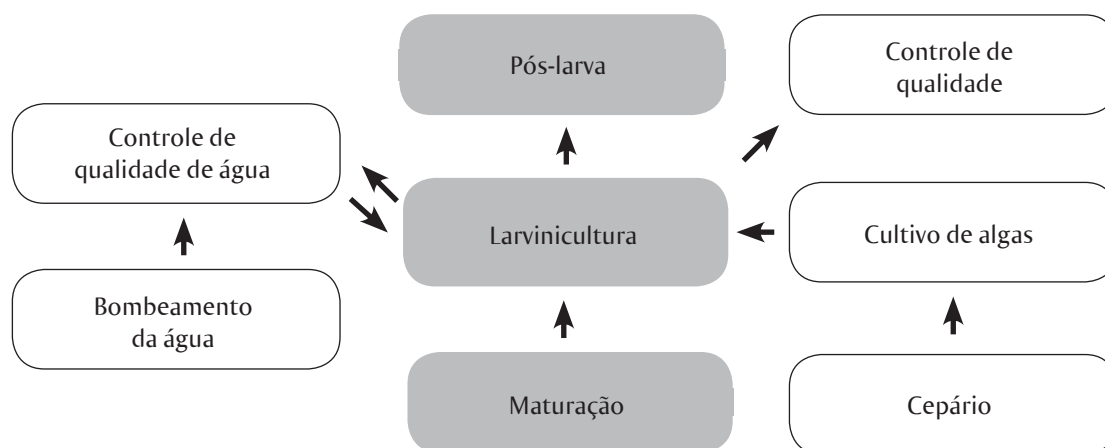 Pós-larva
Controle de
qualidade
Controle de
qualidade de água
Larvinicultura
Cultivo de algas
Bombeamento
da água
Maturação
Cepário